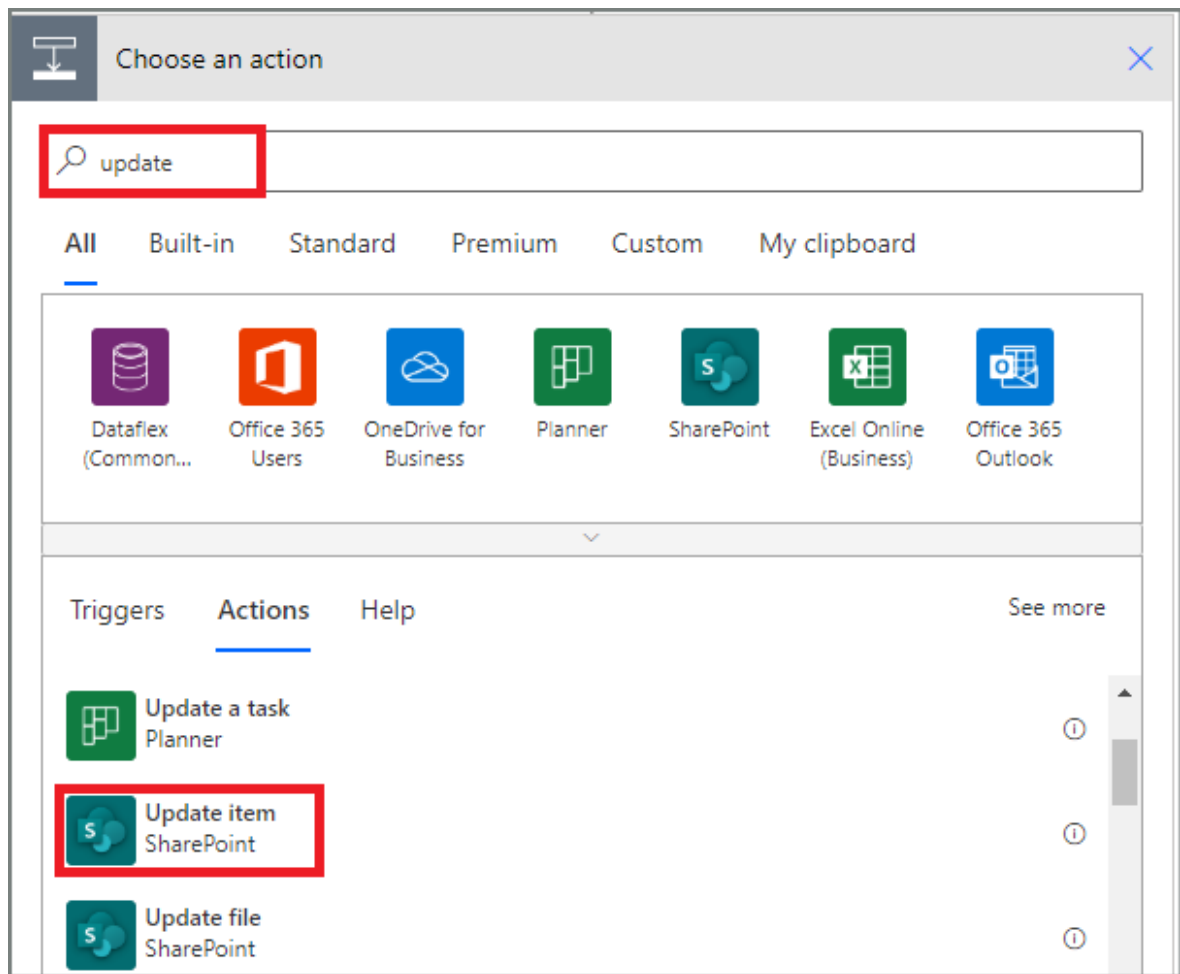 Choose an action
update
All Built-in Standard Premium Custom My clipboard
Dataflex (Common... Office 365 Users OneDrive for Business Planner SharePoint Excel Online (Business) Office 365 Outlook
Triggers Actions Help See more
Update a task
Planner
Update item
SharePoint
Update file
SharePoint